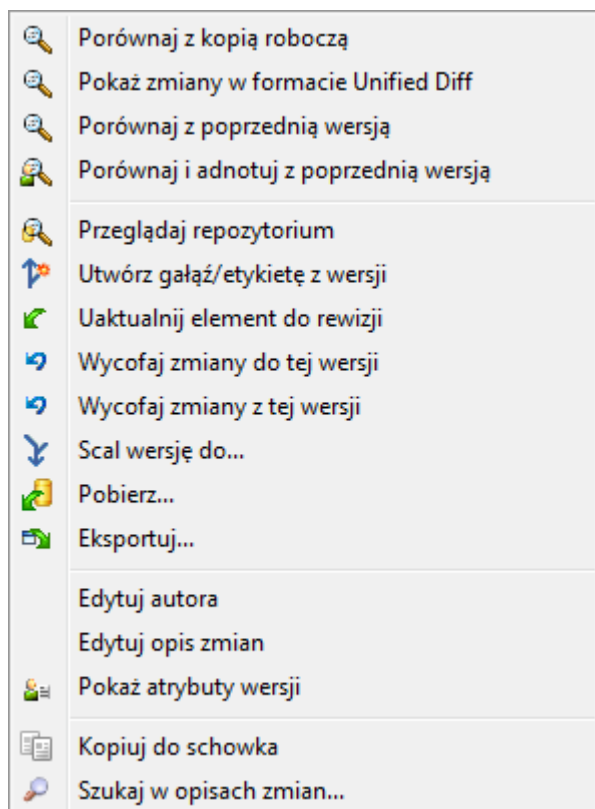 Porównaj z kopią roboczą
Pokaż zmiany w formacie Unified Diff
Porównaj z poprzednią wersją
Porównaj i adnotuj z poprzednią wersją
Przeglądaj repozytorium
Utwórz gałąź/etykietę z wersji
Uaktualnij element do rewizji
Wycofaj zmiany do tej wersji
Wycofaj zmiany z tej wersji
Scal wersję do...
Pobierz...
Eksportuj...
Edytuj autora
Edytuj opis zmian
Pokaż atrybuty wersji
Kopiuj do schowka
Szukaj w opisach zmian...